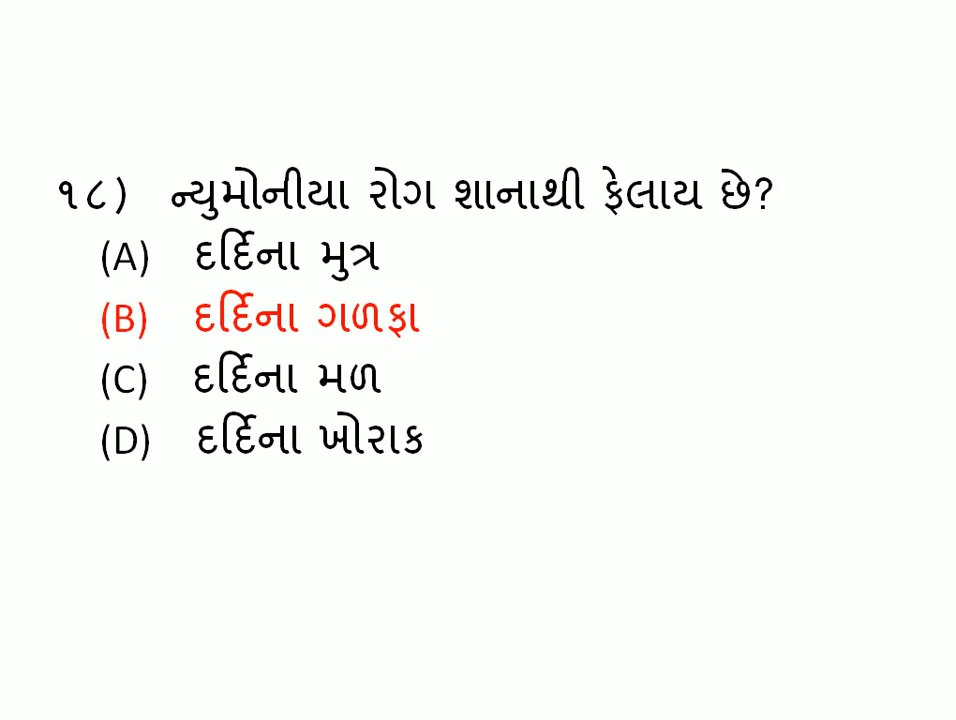 ૧૮) ન્યુમોનીયા રોગ શાનાથી ફેલાય છે?
(A) દર્દિના મુત્ર
(B) દર્દિના ગળફા
(C) દર્દિના મળ
(D) દર્દિના ખોરાક